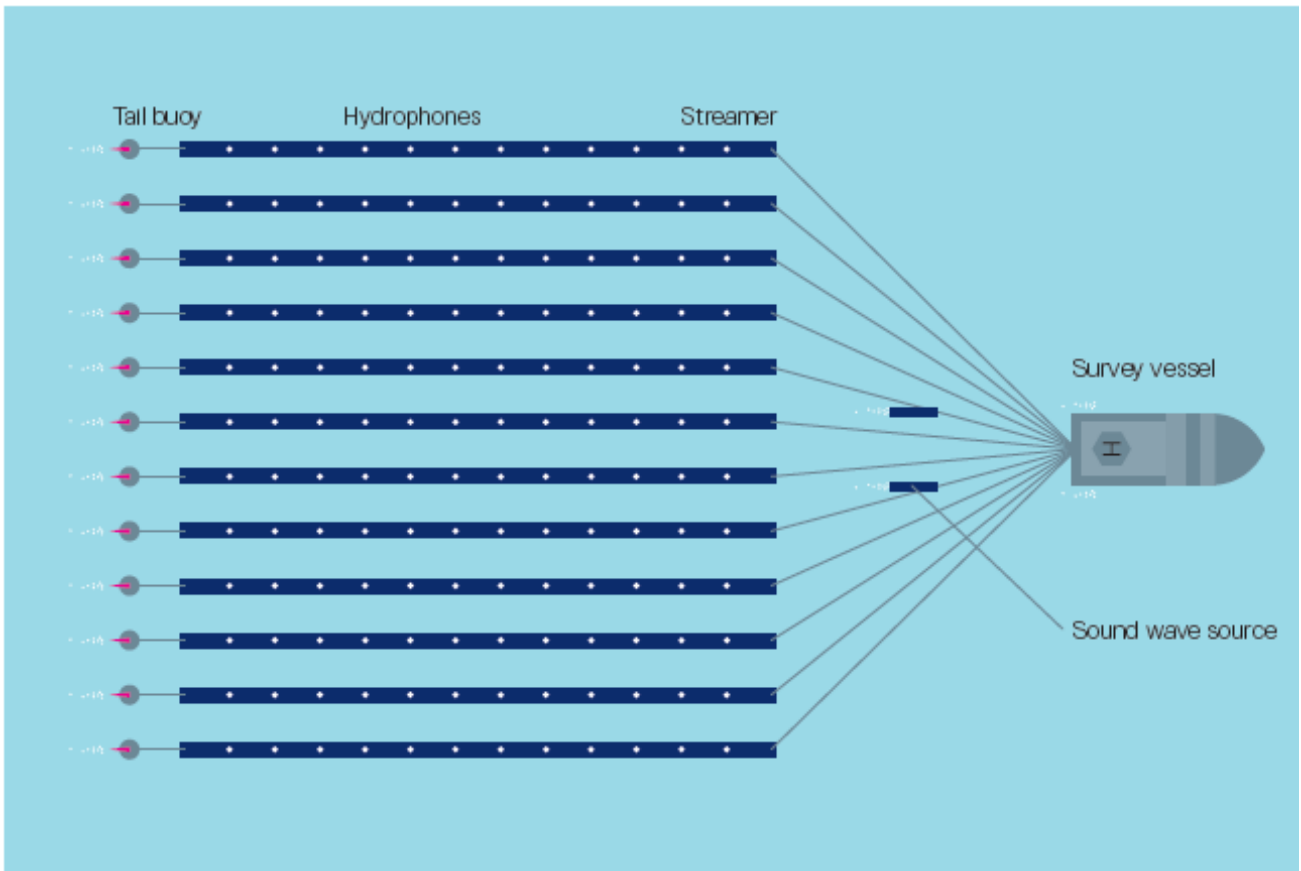 Tail buoy
Hydrophones
Streamer
Survey vessel
H
Sound wave source